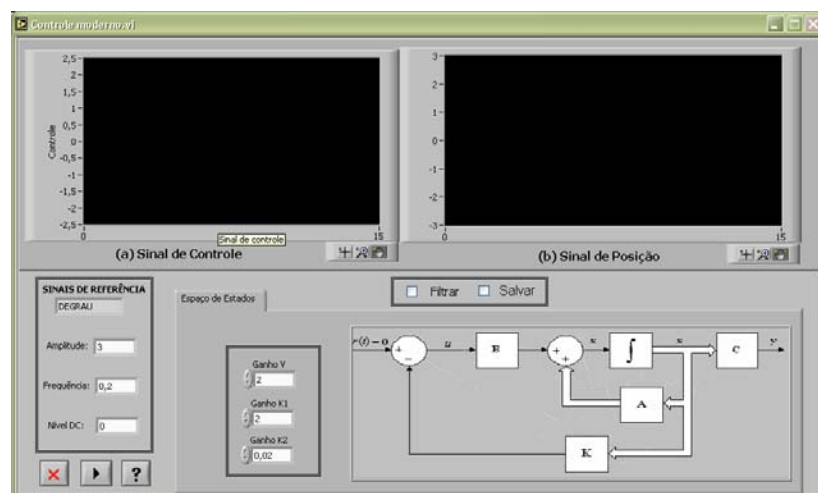 Controle moderno.vi
2,5
2
1,5
1
0,5
0
-0,5
-1
-1,5
-2
-2,5
Controle
0
15
Sinal de controle
(a) Sinal de Controle
3
2
1
0
-1
-2
-3
0
15
(b) Sinal de Posição
SINAIS DE REFERÊNCIA
DEGRAU
Amplitude: 3
Frequência: 0,2
Nível DC: 0
?
Espaço de Estados
Filtrar
Salvar
Ganho V
2
Ganho K1
2
Ganho K2
0,02
r(t) = 0
+
−
u
B
+
+
x
∫
x
C
y
A
K